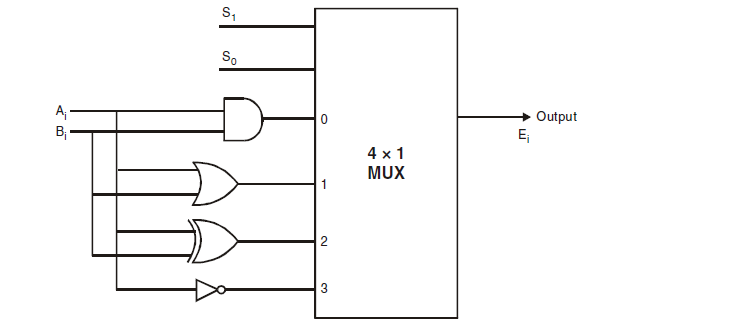 S₁
S₀
Aᵢ
Bᵢ
0
1
2
3
4 × 1
MUX
Output
Eᵢ